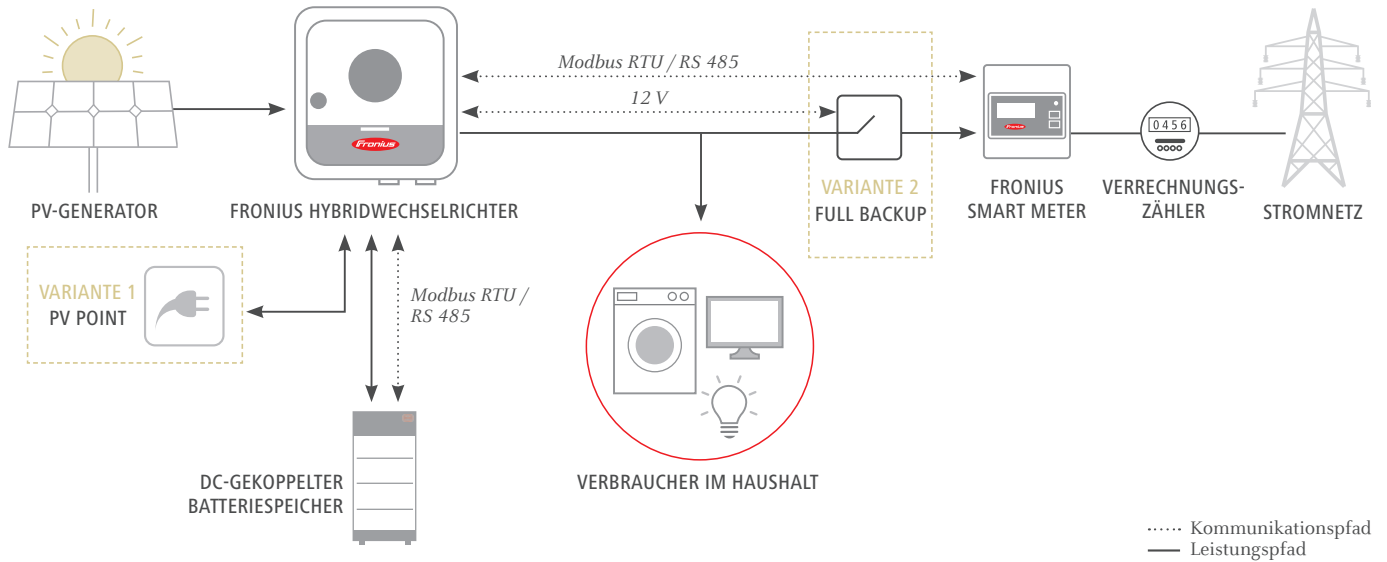 Modbus RTU / RS 485
12 V
Fronius
Fronius
0456
PV-GENERATOR
FRONIUS HYBRIDWECHSELRICHTER
VARIANTE 2
FULL BACKUP
FRONIUS
SMART METER
VERRECHNUNGS-
ZÄHLER
STROMNETZ
VARIANTE 1
PV POINT
Modbus RTU /
RS 485
DC-GEKOPPELTER
BATTERIESPEICHER
VERBRAUCHER IM HAUSHALT
Kommunikationspfad
Leistungspfad